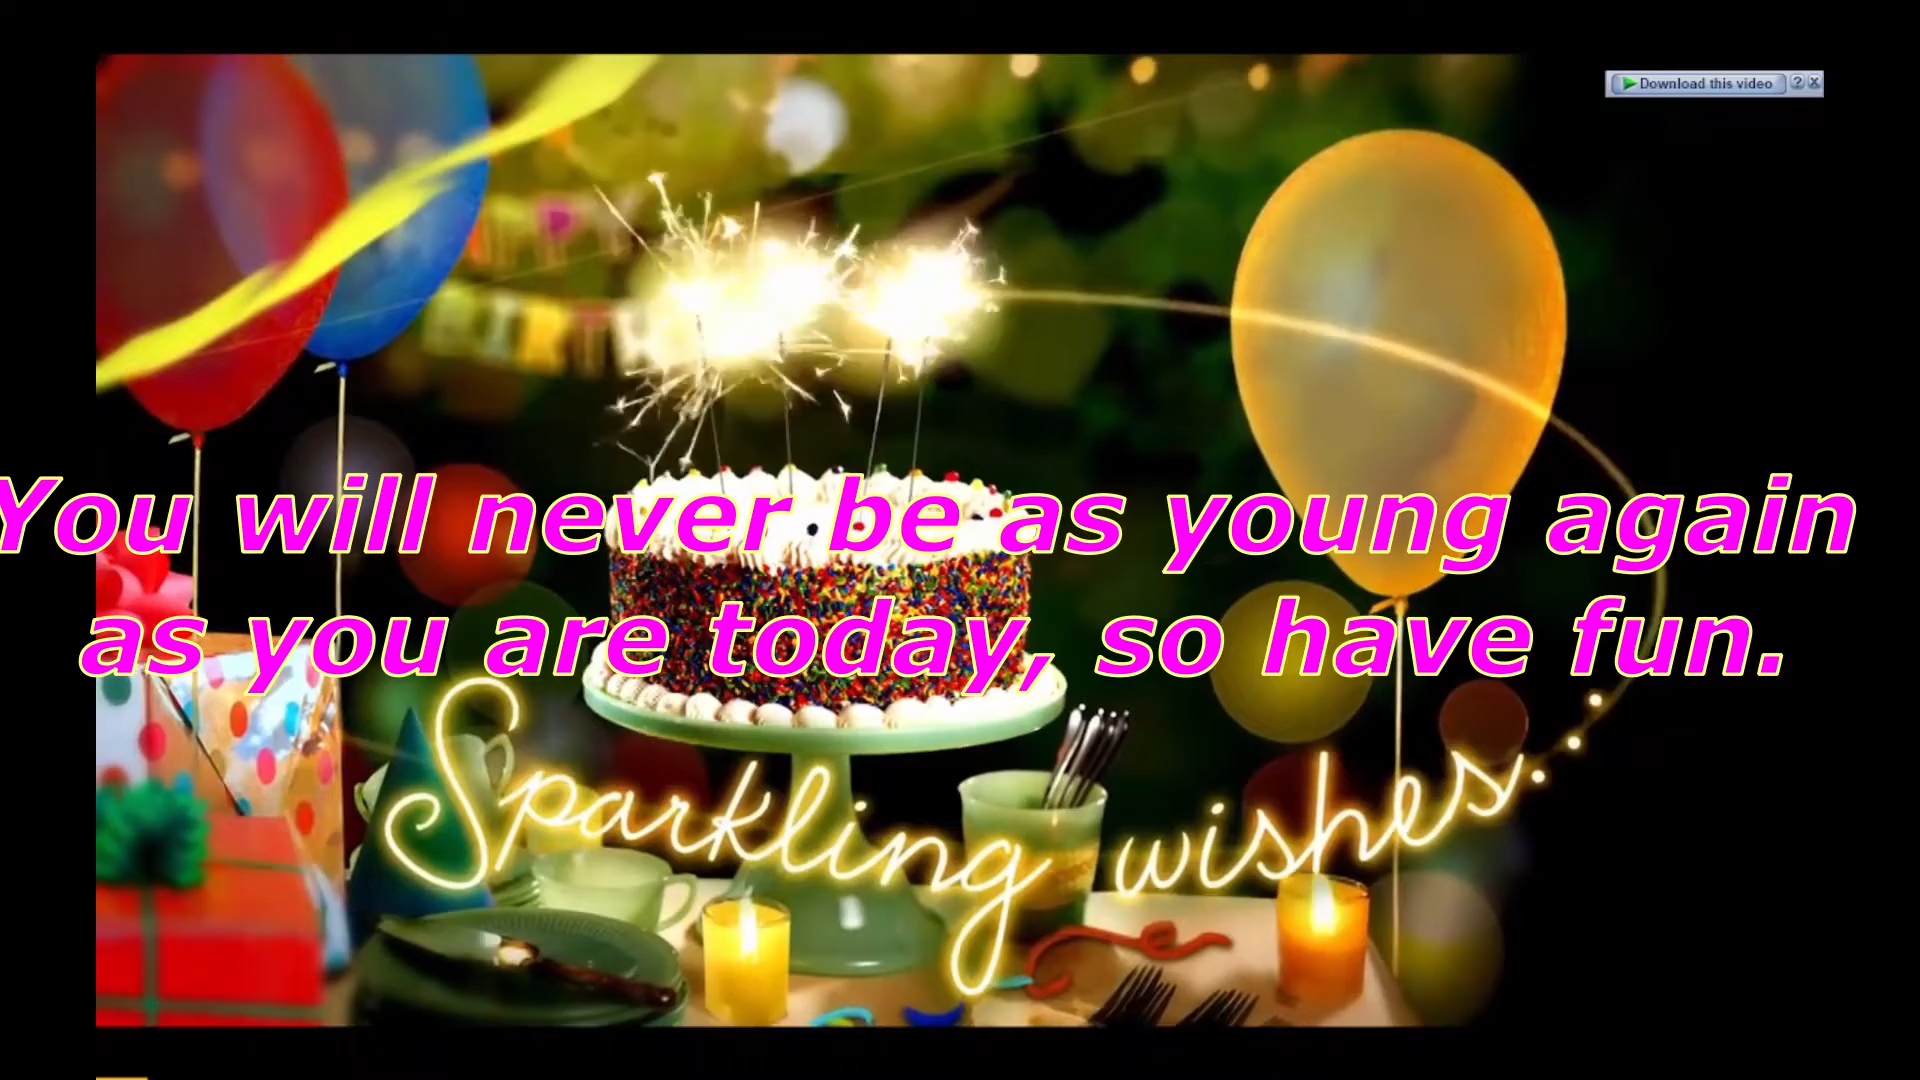 Download this video
You will never be as young again
as you are today, so have fun.
Sparkling wishes.